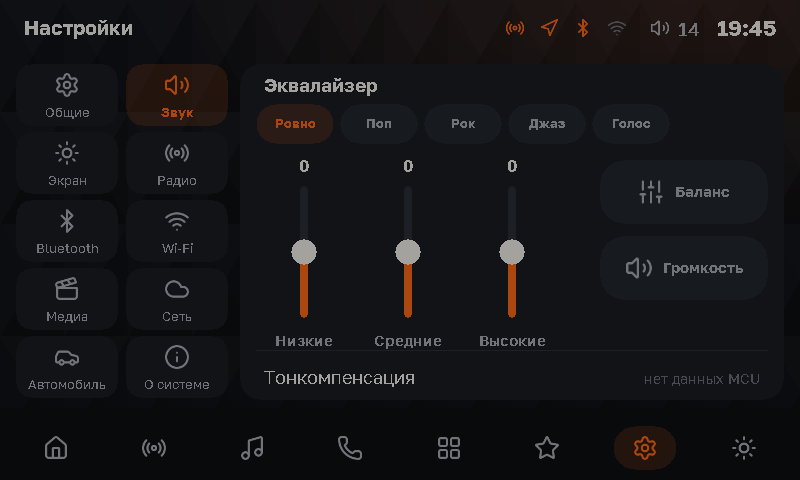 Настройки
14
19:45
Общие
Звук
Экран
Радио
Bluetooth
Wi-Fi
Медиа
Сеть
Автомобиль
О системе
Эквалайзер
Ровно
Поп
Рок
Джаз
Голос
0
0
0
Баланс
Громкость
Низкие
Средние
Высокие
Тонкомпенсация
нет данных MCU